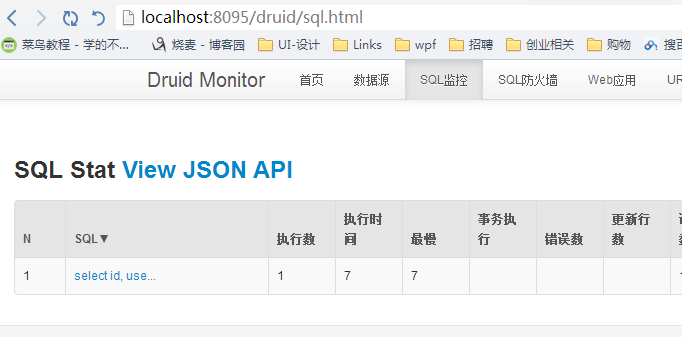 localhost:8095/druid/sql.html
菜鸟教程 - 学的不... 烧麦 - 博客园 UI-设计 Links wpf 招聘 创业相关 购物 搜
Druid Monitor 首页 数据源 SQL监控 SQL防火墙 Web应用 UR
SQL Stat View JSON API
N SQL▼ 执行数 执行时间 最慢 事务执行 错误数 更新行数
1 select id, use... 1 7 7